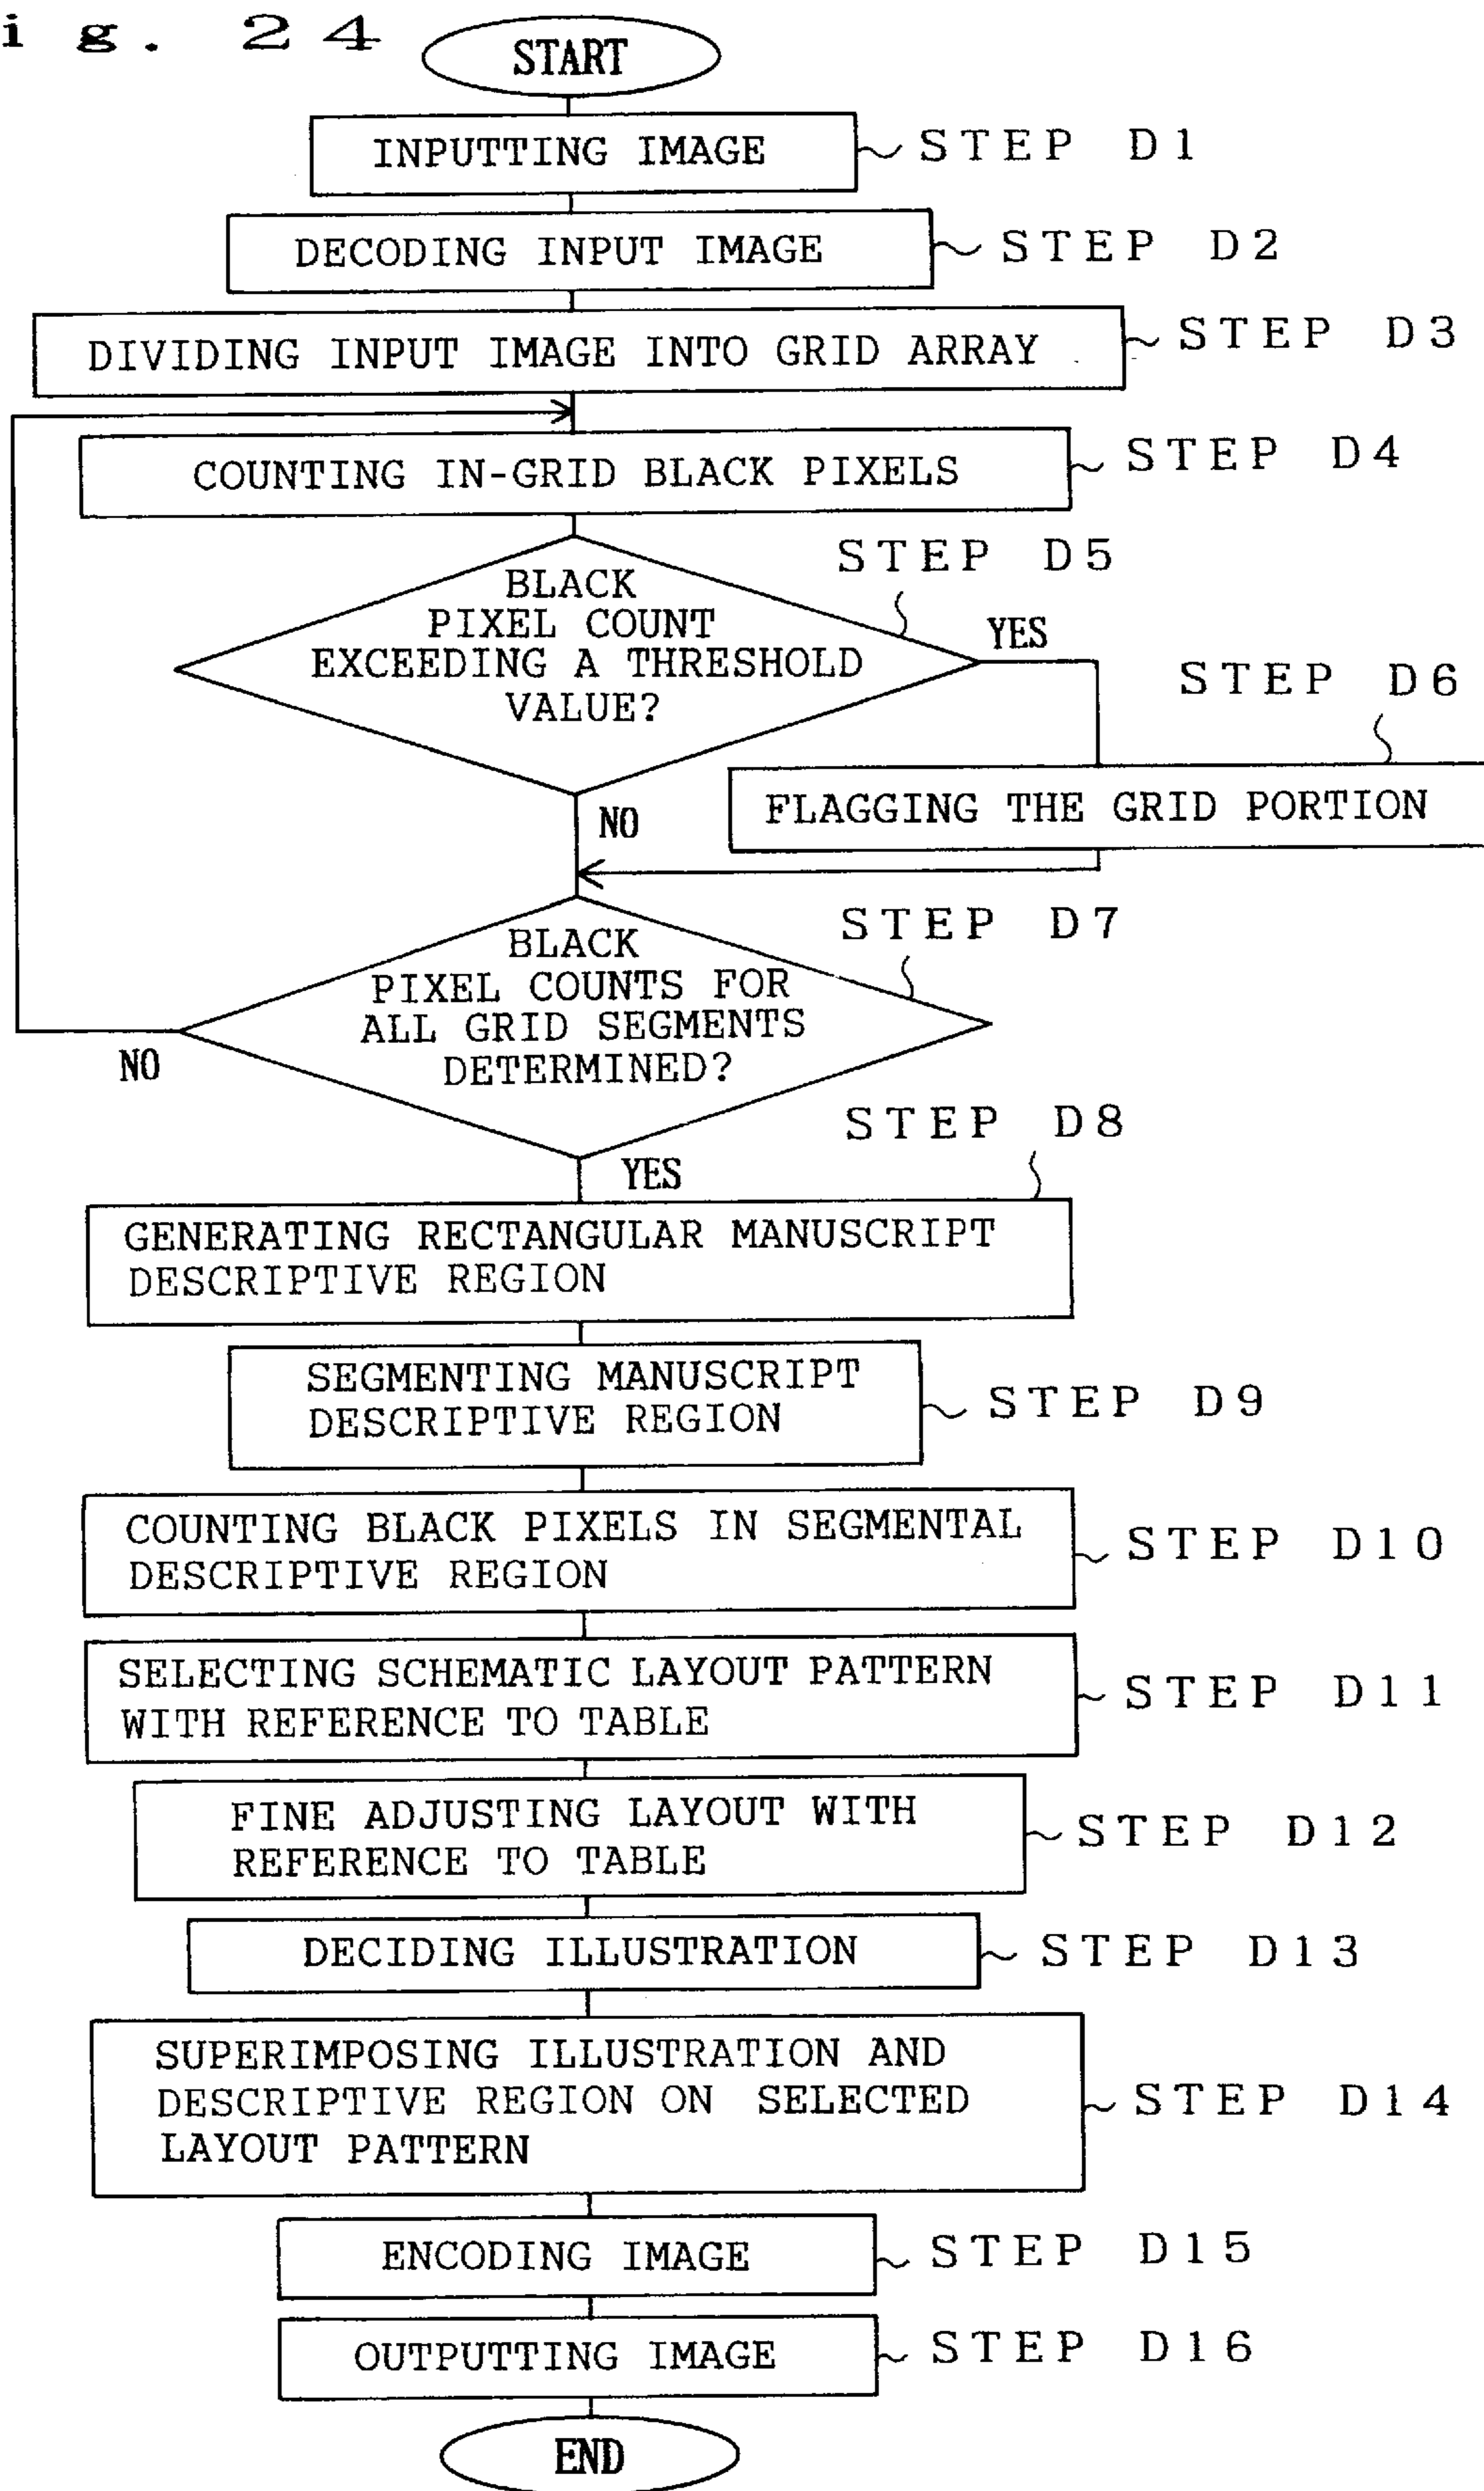 i g. 24
START
INPUTTING IMAGE
STEP D1
DECODING INPUT IMAGE
STEP D2
DIVIDING INPUT IMAGE INTO GRID ARRAY
STEP D3
COUNTING IN-GRID BLACK PIXELS
STEP D4
STEP D5
BLACK
PIXEL COUNT
EXCEEDING A THRESHOLD
VALUE?
YES
STEP D6
FLAGGING THE GRID PORTION
NO
STEP D7
BLACK
PIXEL COUNTS FOR
ALL GRID SEGMENTS
DETERMINED?
NO
YES
STEP D8
GENERATING RECTANGULAR MANUSCRIPT
DESCRIPTIVE REGION
SEGMENTING MANUSCRIPT
DESCRIPTIVE REGION
STEP D9
COUNTING BLACK PIXELS IN SEGMENTAL
DESCRIPTIVE REGION
STEP D10
SELECTING SCHEMATIC LAYOUT PATTERN
WITH REFERENCE TO TABLE
STEP D11
FINE ADJUSTING LAYOUT WITH
REFERENCE TO TABLE
STEP D12
DECIDING ILLUSTRATION
STEP D13
SUPERIMPOSING ILLUSTRATION AND
DESCRIPTIVE REGION ON SELECTED
LAYOUT PATTERN
STEP D14
ENCODING IMAGE
STEP D15
OUTPUTTING IMAGE
STEP D16
END